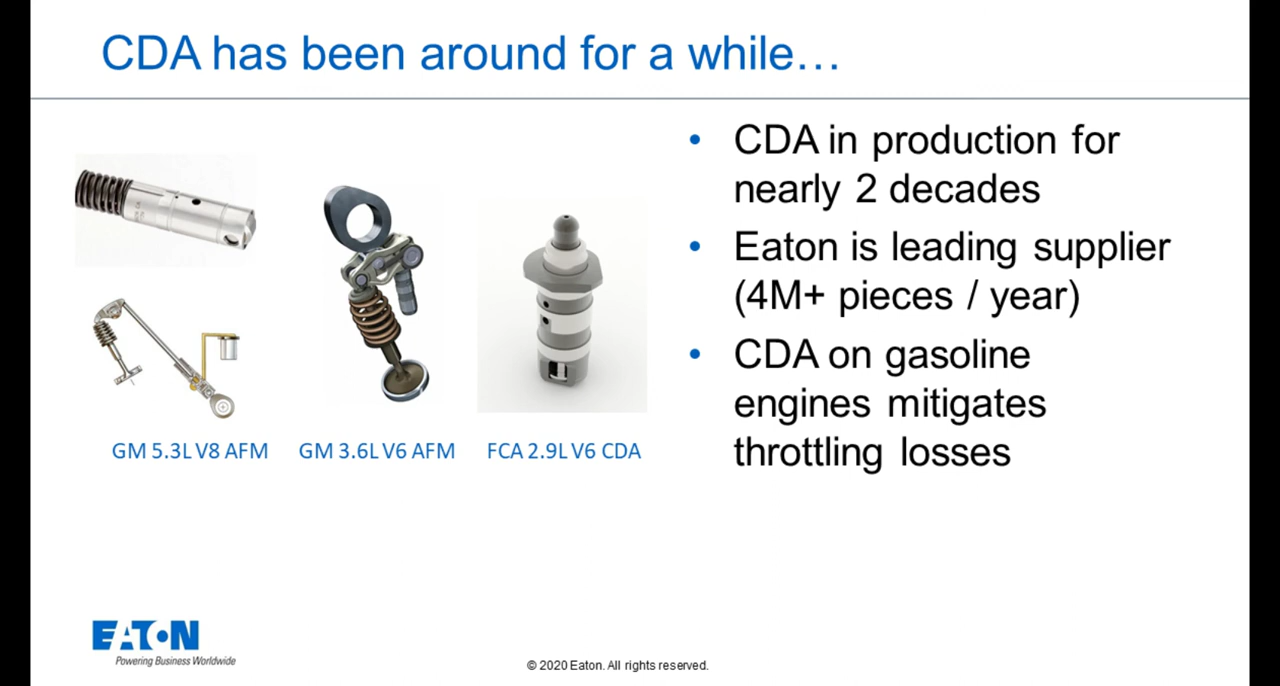 CDA has been around for a while…
• CDA in production for
nearly 2 decades
• Eaton is leading supplier
(4M+ pieces / year)
• CDA on gasoline
engines mitigates
throttling losses
GM 5.3L V8 AFM
GM 3.6L V6 AFM
FCA 2.9L V6 CDA
EATON
Powering Business Worldwide
© 2020 Eaton. All rights reserved.